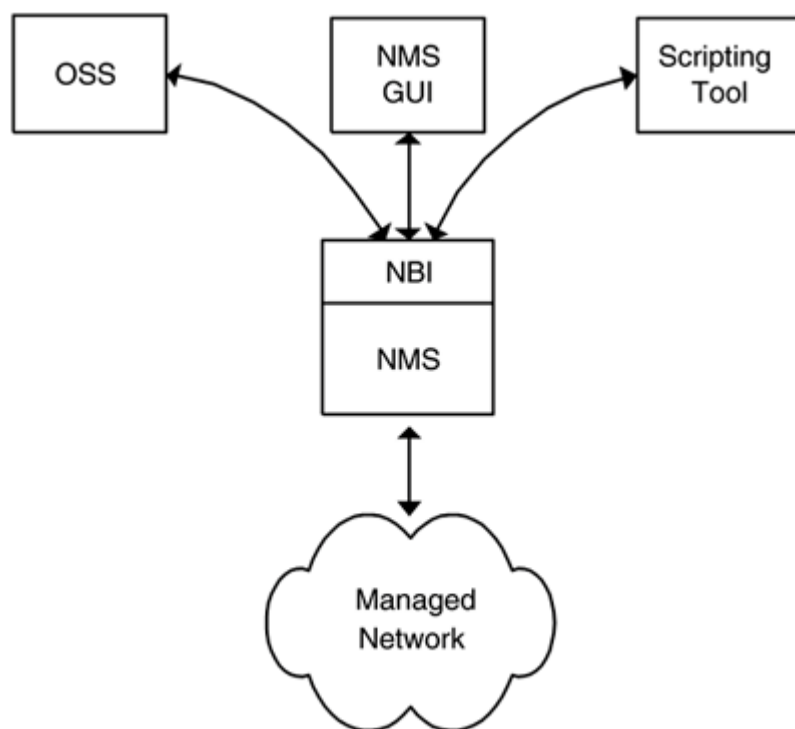 OSS
NMS
GUI
Scripting
Tool
NBI
NMS
Managed
Network